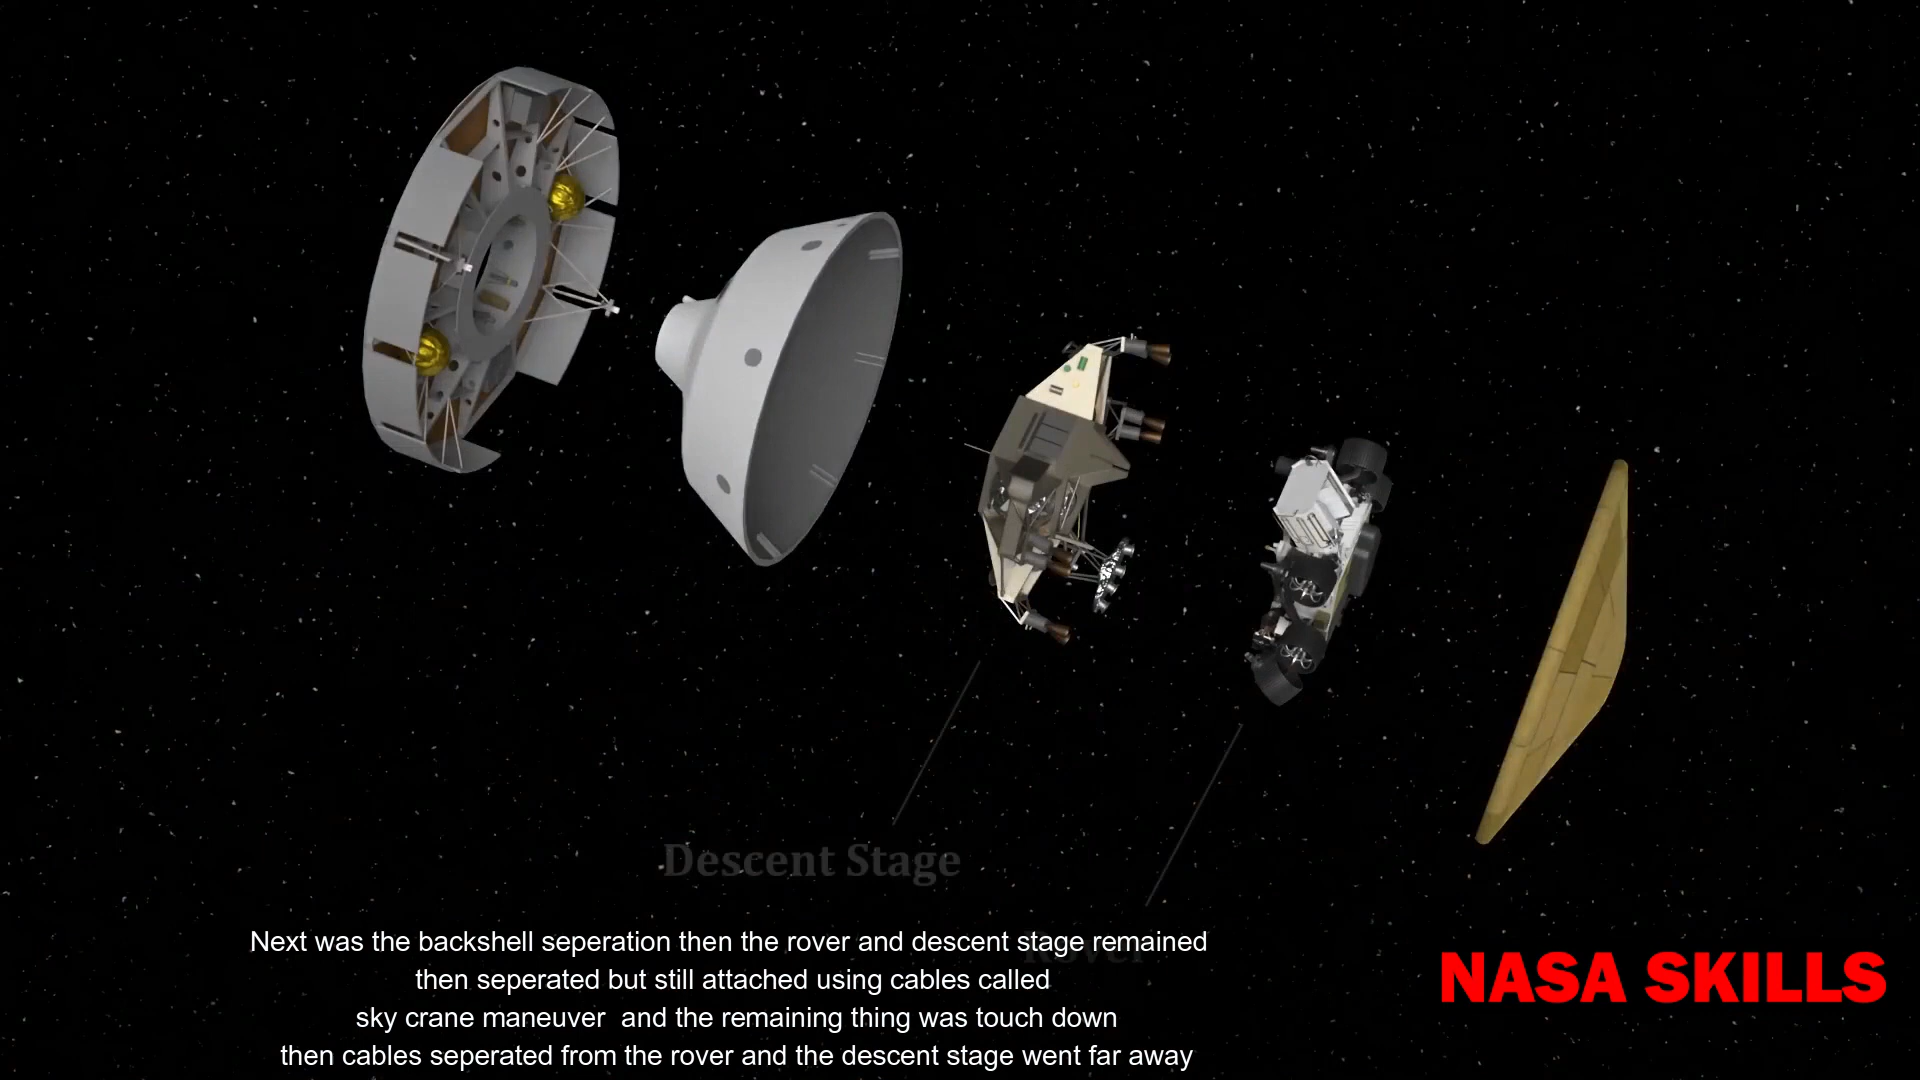 Descent Stage
Rover
Next was the backshell seperation then the rover and descent stage remained
then seperated but still attached using cables called
sky crane maneuver  and the remaining thing was touch down
then cables seperated from the rover and the descent stage went far away
NASA SKILLS